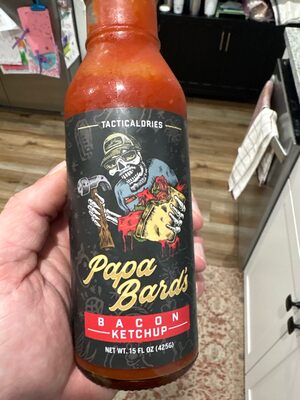 TACTICALORIES
Papa
Bard's
BACON
KETCHUP
NET WT. 15 FL OZ (425G)